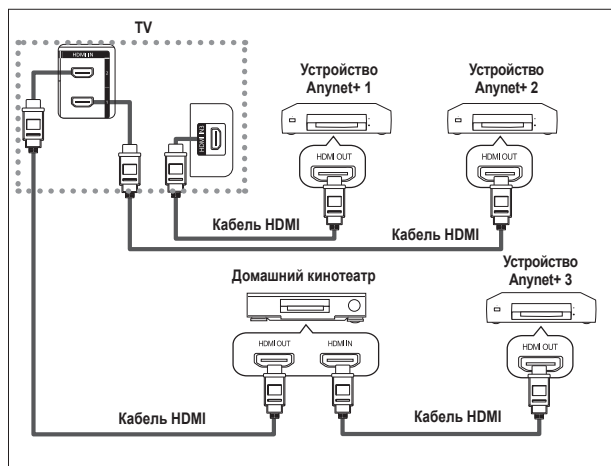 TV
HDMI IN
HDMI IN
Устройство
Anynet+ 1
Устройство
Anynet+ 2
HDMI OUT
HDMI OUT
Кабель HDMI
Кабель HDMI
Домашний кинотеатр
Устройство
Anynet+ 3
HDMI OUT
HDMI IN
HDMI OUT
Кабель HDMI
Кабель HDMI